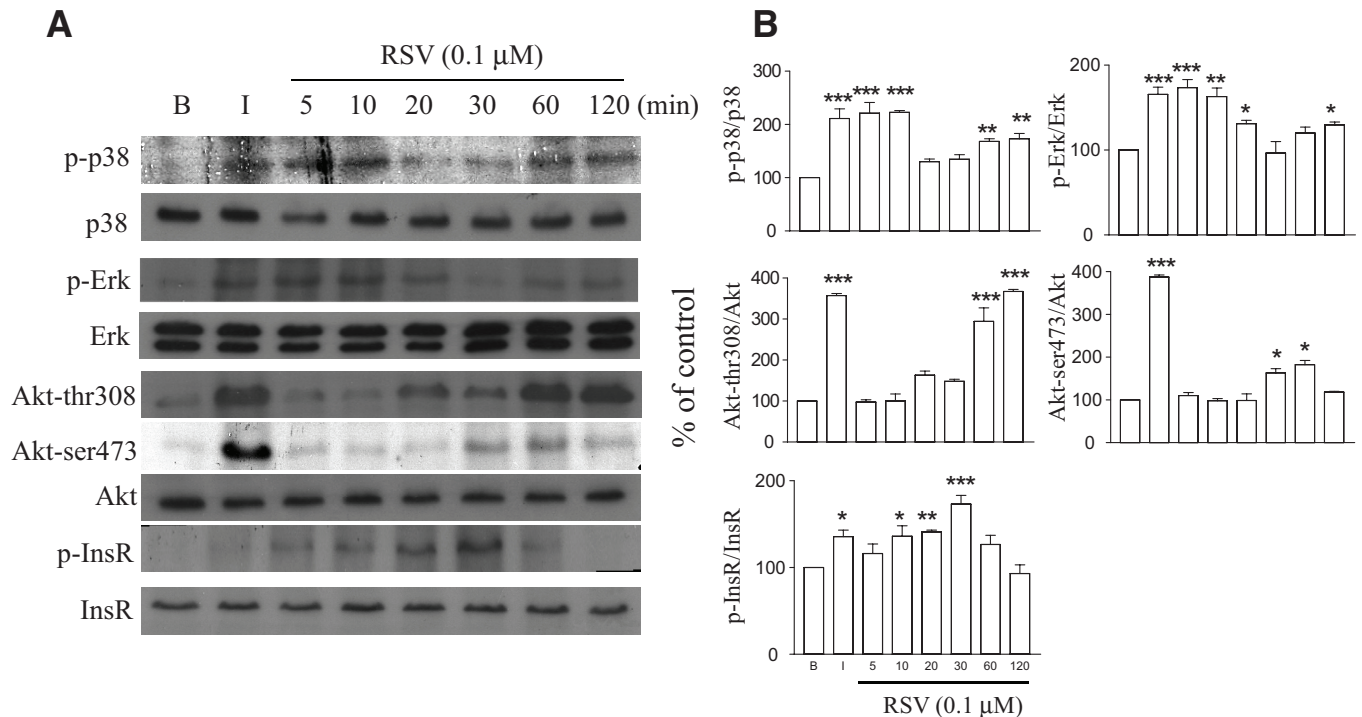 A
RSV (0.1 µM)
B I 5 10 20 30 60 120 (min)
p-p38
p38
p-Erk
Erk
Akt-thr308
Akt-ser473
Akt
p-InsR
InsR
B
% of control
p-p38/p38
300
200
100
0
*** *** *** ** **
p-Erk/Erk
200
100
0
*** *** ** * *
Akt-thr308/Akt
400
300
200
100
0
*** *** ***
Akt-ser473/Akt
400
300
200
100
0
*** * *
p-InsR/InsR
200
100
0
* * ** ***
B I 5 10 20 30 60 120
RSV (0.1 µM)